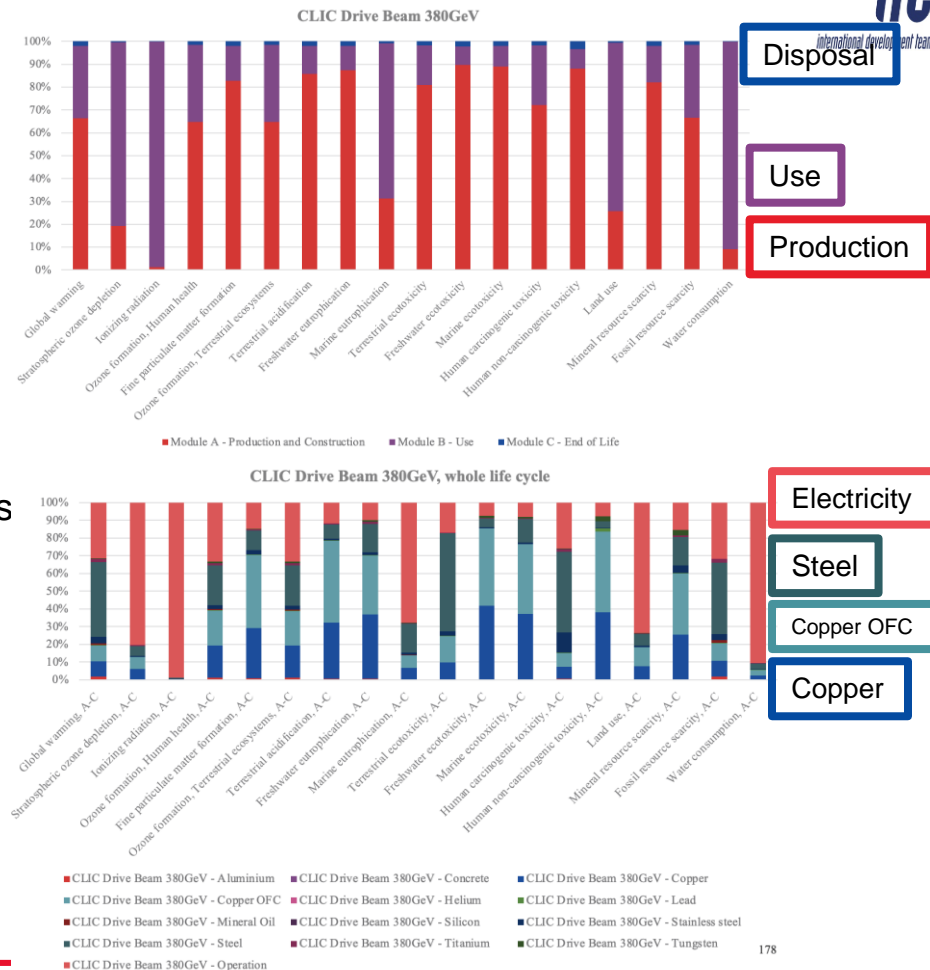 CLIC Drive Beam 380GeV
international development team
100%
90%
80%
70%
60%
50%
40%
30%
20%
10%
0%
Disposal
Use
Production
Global warming
Stratospheric ozone depletion
Ionizing radiation
Ozone formation, Human health
Fine particulate matter formation
Ozone formation, Terrestrial ecosystems
Terrestrial acidification
Freshwater eutrophication
Marine eutrophication
Terrestrial ecotoxicity
Freshwater ecotoxicity
Marine ecotoxicity
Human carcinogenic toxicity
Human non-carcinogenic toxicity
Land use
Mineral resource scarcity
Fossil resource scarcity
Water consumption
Module A - Production and Construction Module B - Use Module C - End of Life
s
CLIC Drive Beam 380GeV, whole life cycle
100%
90%
80%
70%
60%
50%
40%
30%
20%
10%
0%
Electricity
Steel
Copper OFC
Copper
Global warming, A-C
Stratospheric ozone depletion, A-C
Ionizing radiation, A-C
Ozone formation, Human health, A-C
Fine particulate matter formation, A-C
Ozone formation, Terrestrial ecosystems, A-C
Terrestrial acidification, A-C
Freshwater eutrophication, A-C
Marine eutrophication, A-C
Terrestrial ecotoxicity, A-C
Freshwater ecotoxicity, A-C
Marine ecotoxicity, A-C
Human carcinogenic toxicity, A-C
Human non-carcinogenic toxicity, A-C
Land use, A-C
Mineral resource scarcity, A-C
Fossil resource scarcity, A-C
Water consumption, A-C
CLIC Drive Beam 380GeV - Aluminium CLIC Drive Beam 380GeV - Concrete CLIC Drive Beam 380GeV - Copper
CLIC Drive Beam 380GeV - Copper OFC CLIC Drive Beam 380GeV - Helium CLIC Drive Beam 380GeV - Lead
CLIC Drive Beam 380GeV - Mineral Oil CLIC Drive Beam 380GeV - Silicon CLIC Drive Beam 380GeV - Stainless steel
CLIC Drive Beam 380GeV - Steel CLIC Drive Beam 380GeV - Titanium CLIC Drive Beam 380GeV - Tungsten
CLIC Drive Beam 380GeV - Operation
178